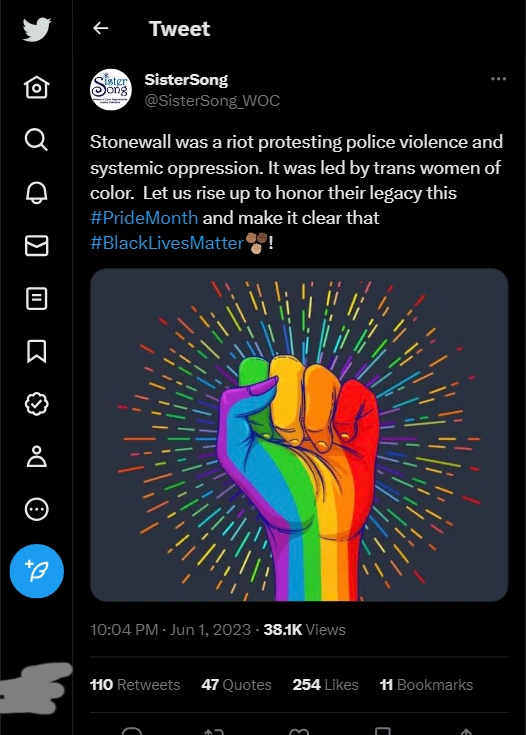 Tweet
Sister
Song
SisterSong
@SisterSong_WOC
Stonewall was a riot protesting police violence and
systemic oppression. It was led by trans women of
color.  Let us rise up to honor their legacy this
#PrideMonth and make it clear that
#BlackLivesMatter!
10:04 PM · Jun 1, 2023 · 38.1K Views
110 Retweets 47 Quotes 254 Likes 11 Bookmarks